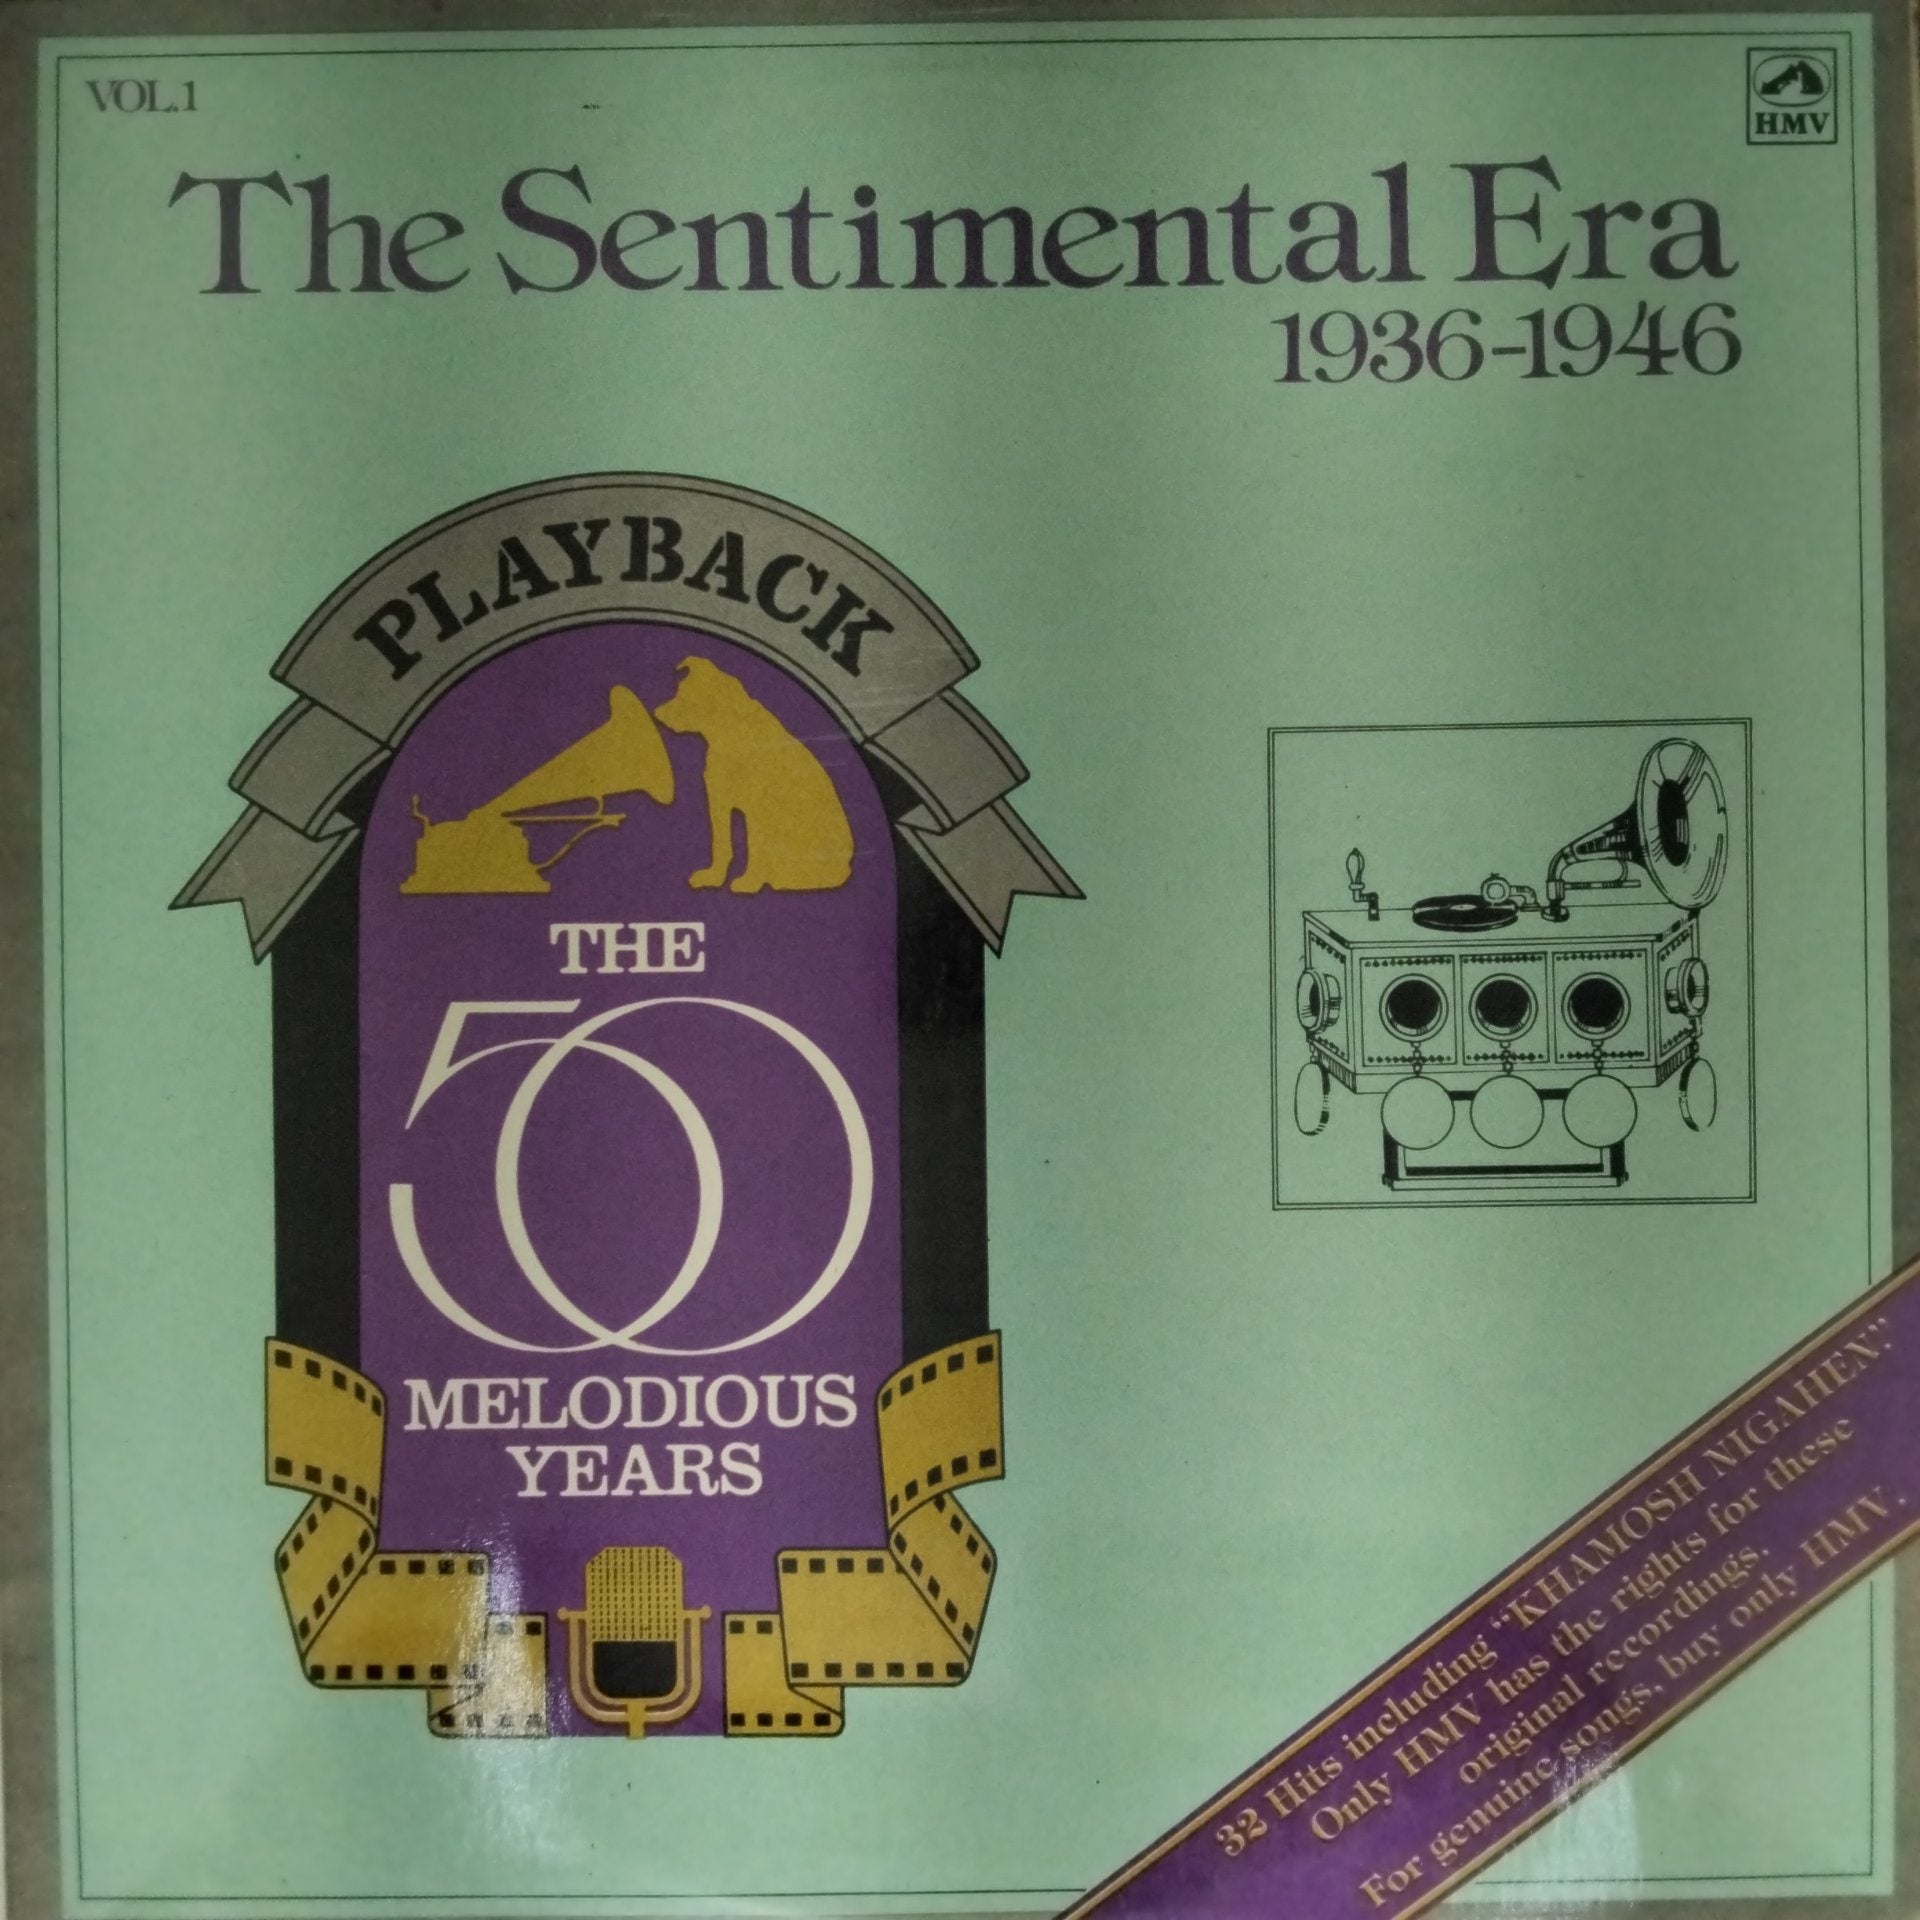 VOL.1
HMV
The Sentimental Era
1936-1946
PLAYBACK
THE
50
MELODIOUS
YEARS
32 Hits including "KHAMOSH NIGAHEN".
Only HMV has the rights for these
original recordings.
For genuine songs, buy only HMV.